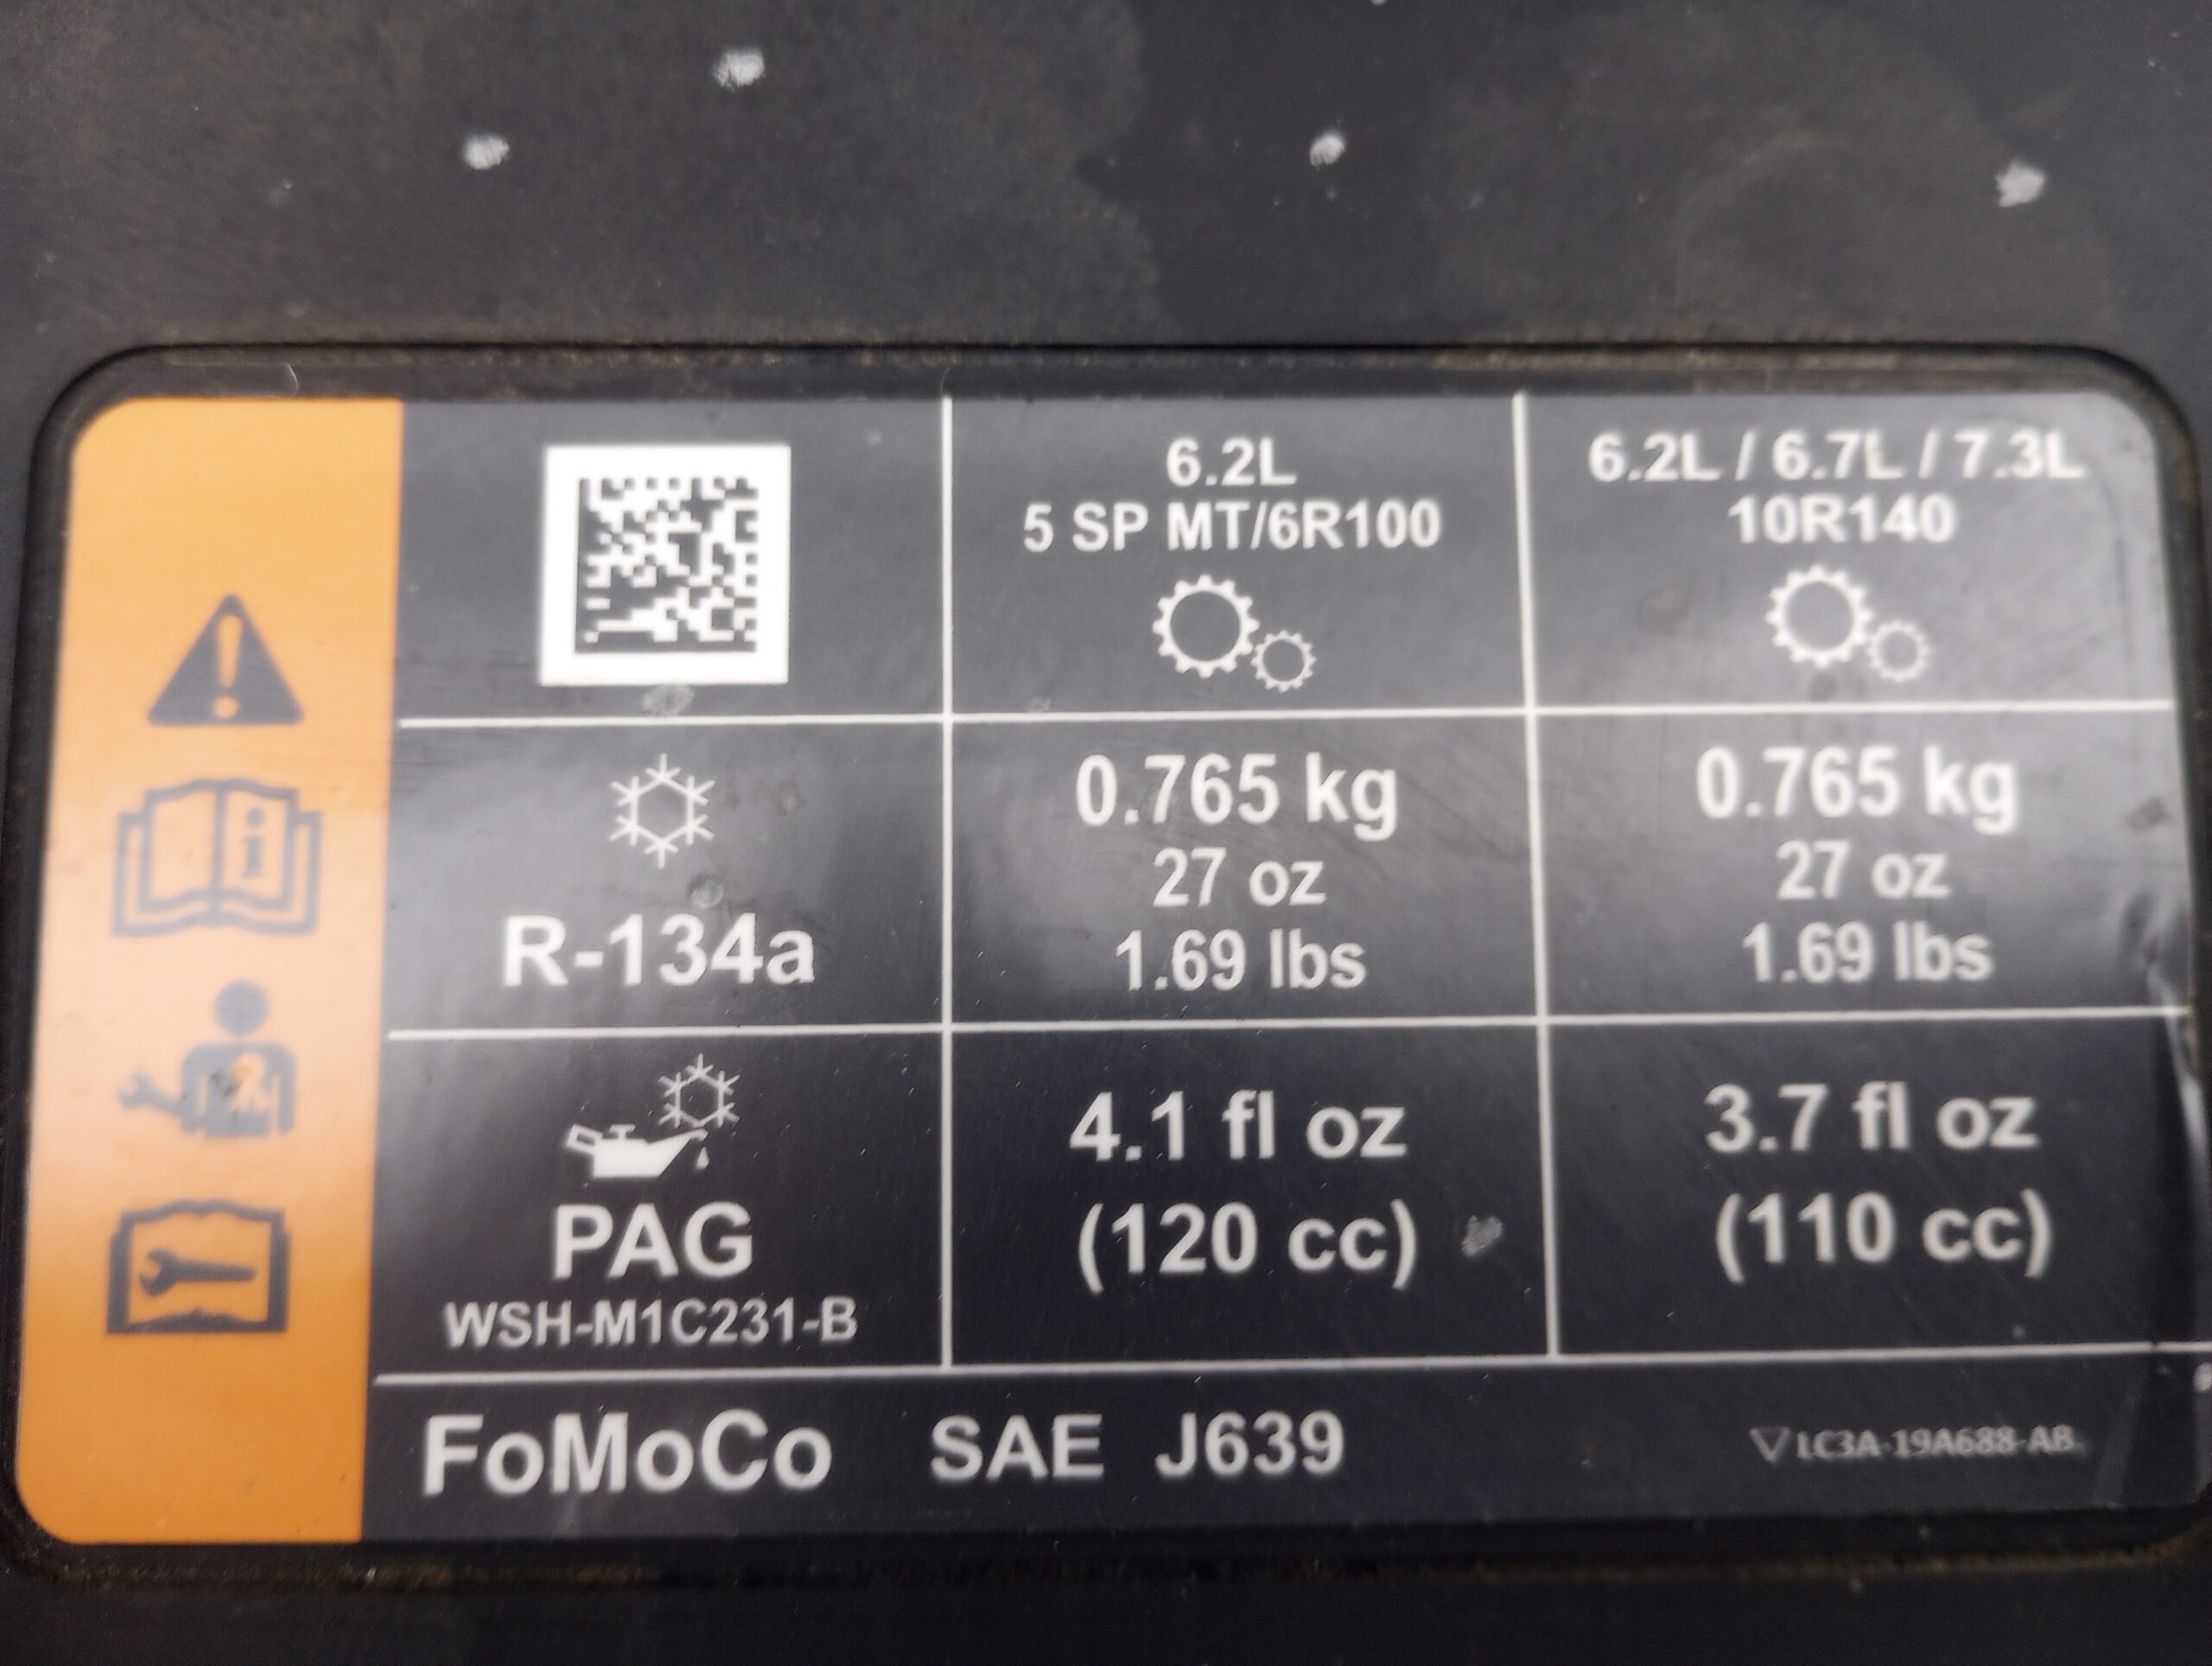 6.2L
5 SP MT/6R100
6.2L / 6.7L / 7.3L
10R140
R-134a
0.765 kg
27 oz
1.69 lbs
0.765 kg
27 oz
1.69 lbs
PAG
WSH-M1C231-B
4.1 fl oz
(120 cc)
3.7 fl oz
(110 cc)
FoMoCo SAE J639
LC3A-19A688-AB